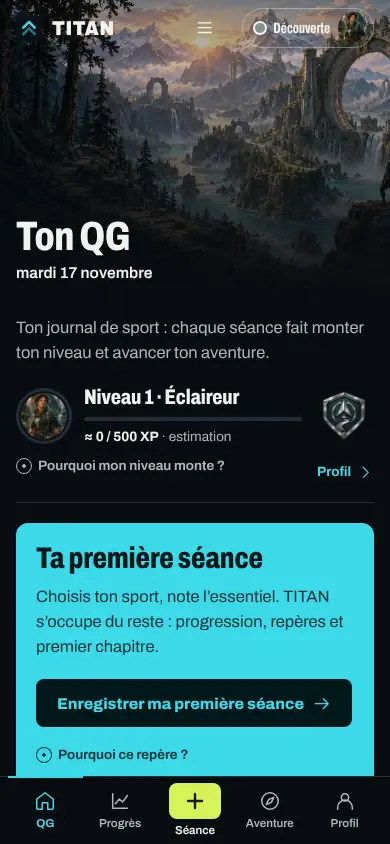 TITAN
Découverte
Ton QG
mardi 17 novembre
Ton journal de sport : chaque séance fait monter
ton niveau et avancer ton aventure.
Niveau 1 · Éclaireur
≈ 0 / 500 XP · estimation
Pourquoi mon niveau monte ?
Profil
Ta première séance
Choisis ton sport, note l’essentiel. TITAN
s’occupe du reste : progression, repères et
premier chapitre.
Enregistrer ma première séance →
Pourquoi ce repère ?
QG
Progrès
Séance
Aventure
Profil